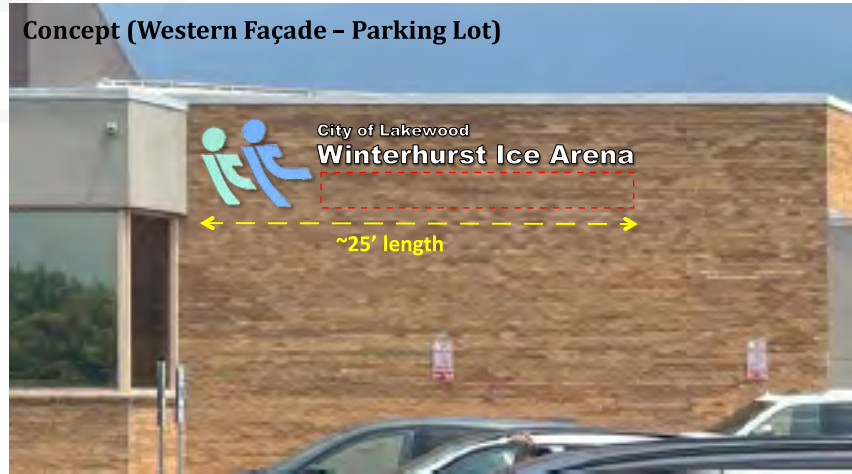 Concept (Western Façade – Parking Lot)
City of Lakewood
Winterhurst Ice Arena
~25’ length